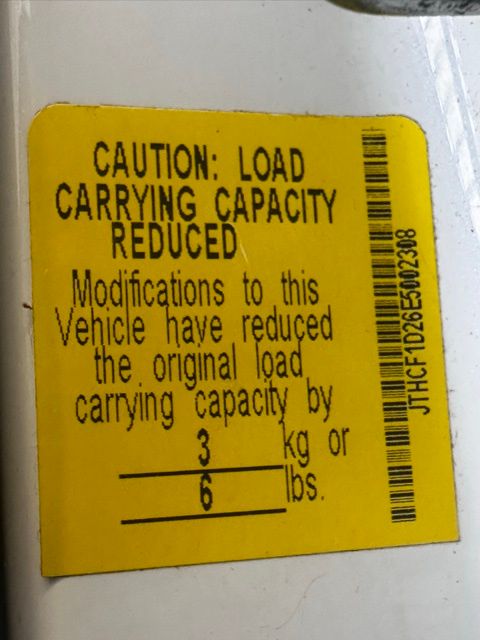 CAUTION: LOAD
CARRYING CAPACITY
REDUCED
Modifications to this
Vehicle have reduced
the original load
carrying capacity by
3 kg or
6 lbs.
JTHCF1D26E5002308